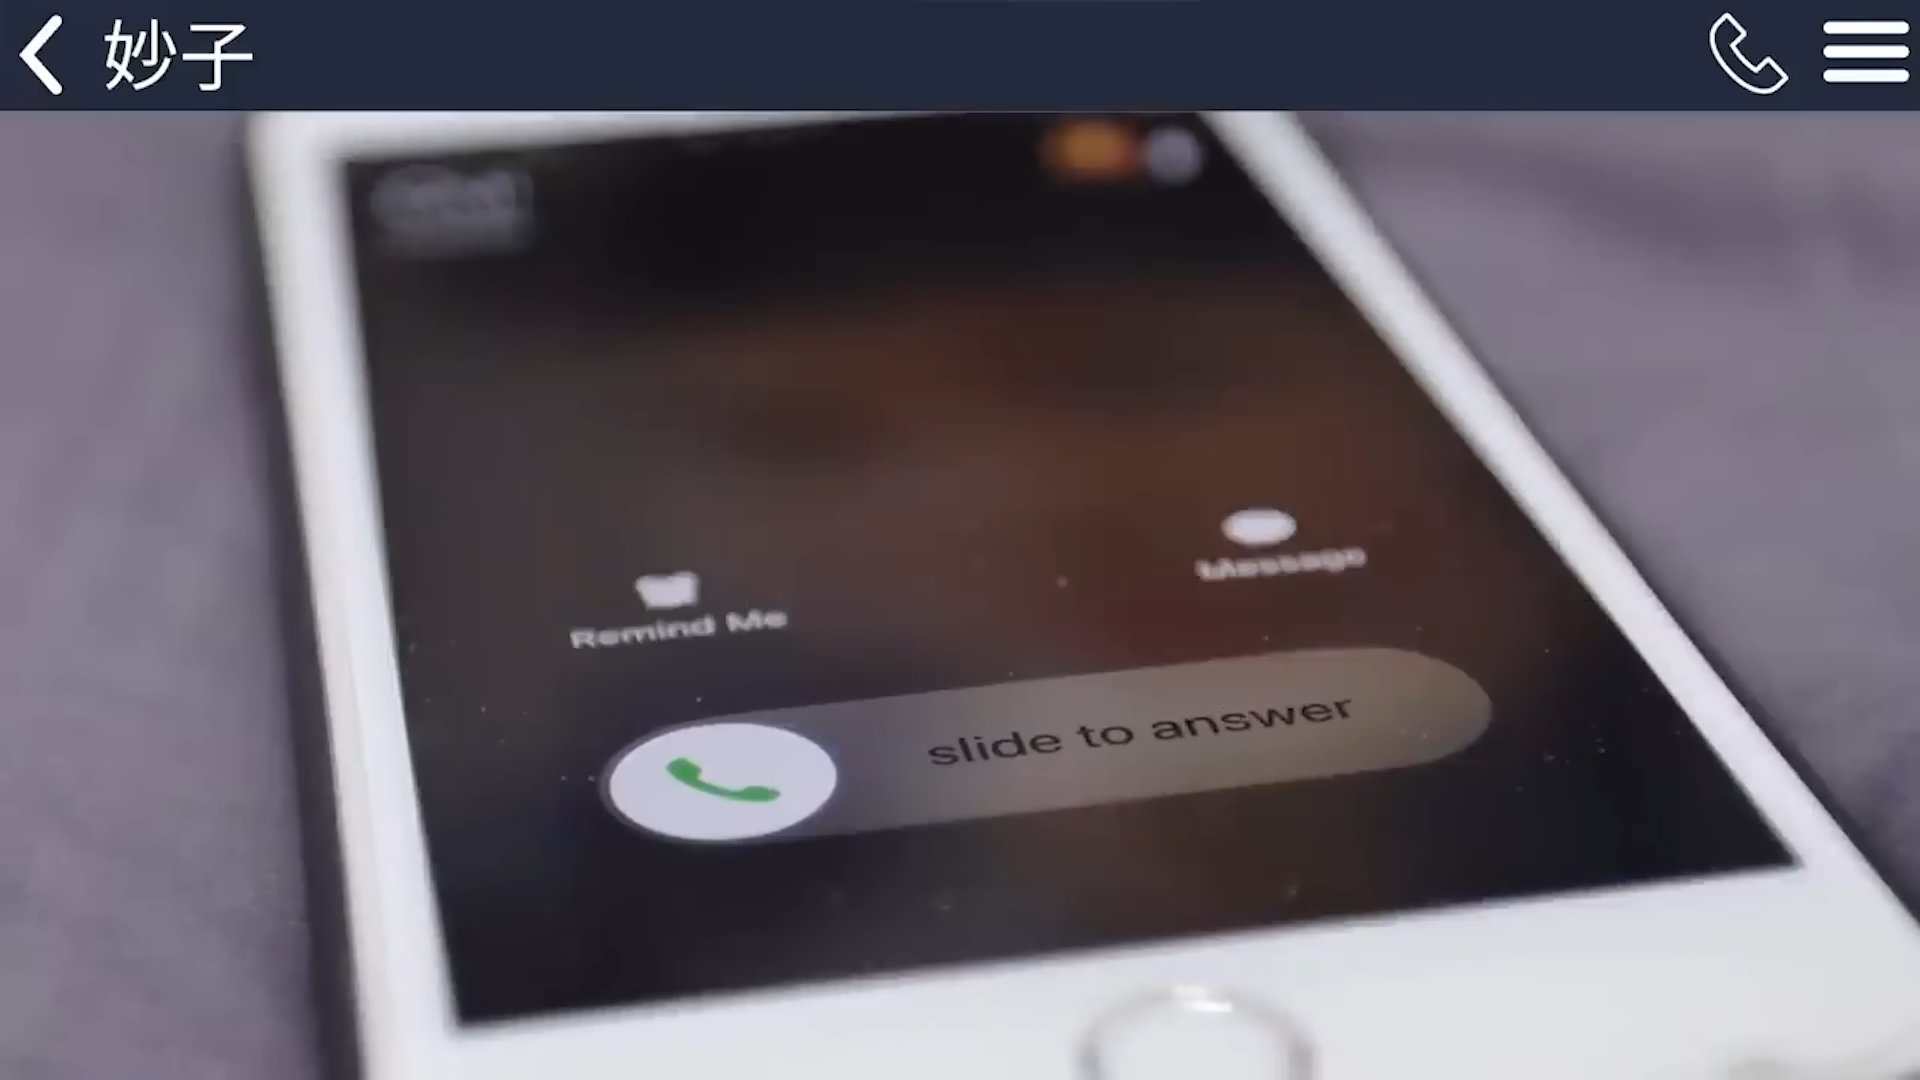 妙子
Message
Remind Me
slide to answer